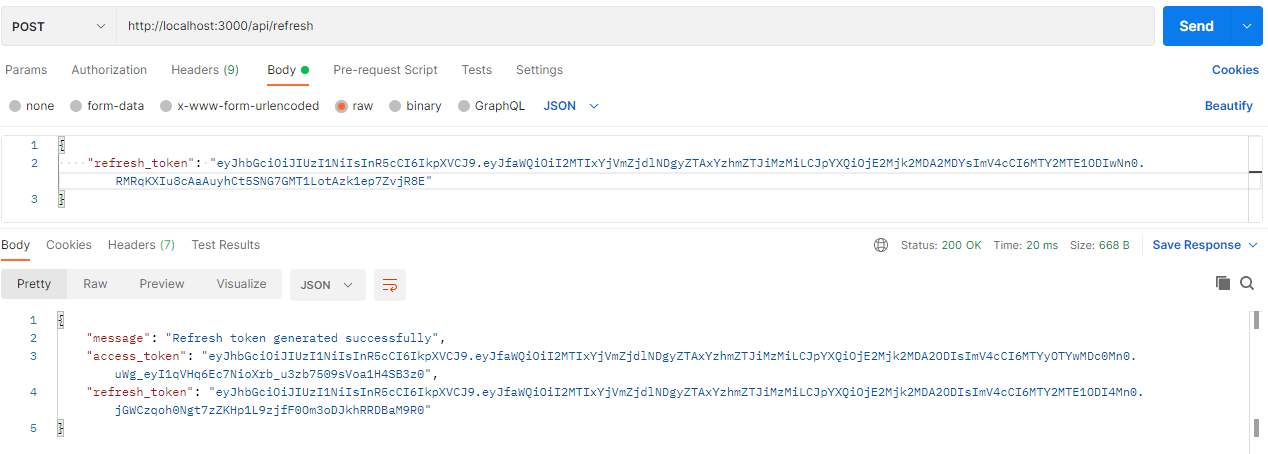 POST http://localhost:3000/api/refresh Send
Params Authorization Headers (9) Body Pre-request Script Tests Settings Cookies
none form-data x-www-form-urlencoded raw binary GraphQL JSON Beautify
1 {
2 "refresh_token": "eyJhbGciOiJIUzI1NiIsInR5cCI6IkpXVCJ9.eyJfaWQiOiI2MTIxYjVmZjdlNDgyZTAxYzhmZTJiMzMiLCJpYXQiOjE2Mjk2MDA2MDYsImV4cCI6MTY2MTE1ODIwNn0.
RMRqKXIu8cAaAuyhCt5SNG7GMT1LotAzk1ep7ZvjR8E"
3 }
Body Cookies Headers (7) Test Results Status: 200 OK Time: 20 ms Size: 668 B Save Response
Pretty Raw Preview Visualize JSON
1 {
2 "message": "Refresh token generated successfully",
3 "access_token": "eyJhbGciOiJIUzI1NiIsInR5cCI6IkpXVCJ9.eyJfaWQiOiI2MTIxYjVmZjdlNDgyZTAxYzhmZTJiMzMiLCJpYXQiOjE2Mjk2MDA2ODIsImV4cCI6MTYyOTYwMDc0Mn0.
uWg_eyI1qVHq6Ec7NioXrb_u3zb7509sVoa1H4SB3z0",
4 "refresh_token": "eyJhbGciOiJIUzI1NiIsInR5cCI6IkpXVCJ9.eyJfaWQiOiI2MTIxYjVmZjdlNDgyZTAxYzhmZTJiMzMiLCJpYXQiOjE2Mjk2MDA2ODIsImV4cCI6MTY2MTE1ODI4Mn0.
jGWCzqoh0Ngt7zZKHp1L9zjfF0Om3oDJkhRRDBaM9R0"
5 }